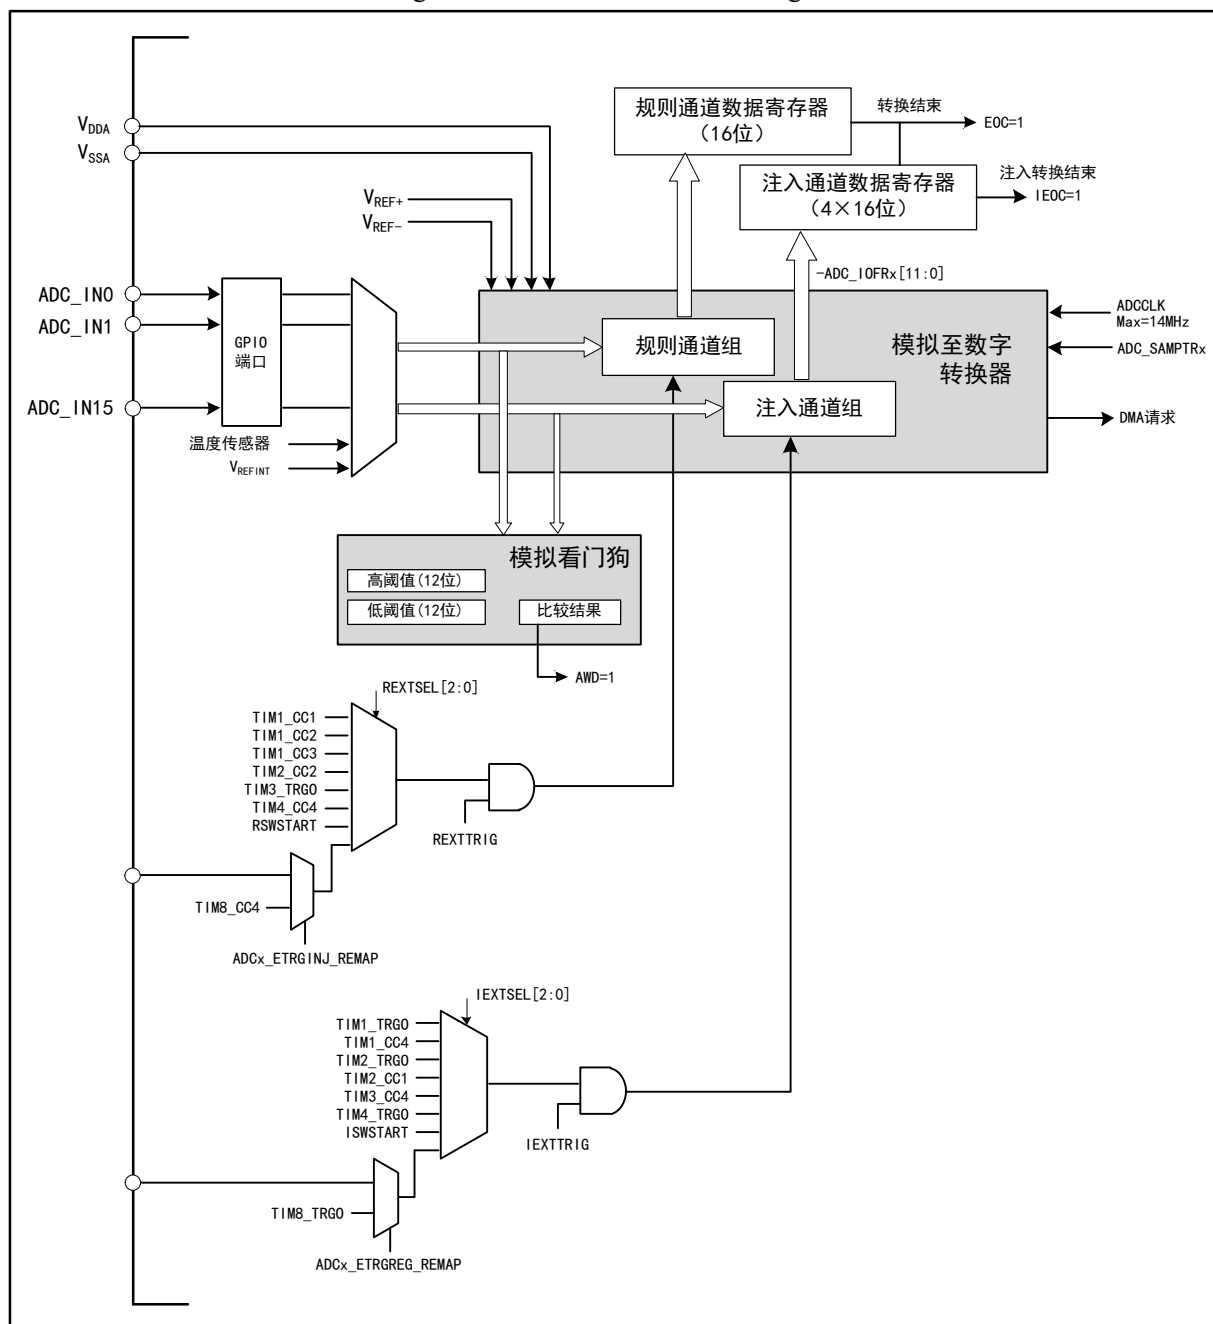 规则通道数据寄存器
(16位)
转换结束
EOC=1
VDDA
VSSA
注入通道数据寄存器
(4×16位)
注入转换结束
IEOC=1
VREF+
VREF-
-ADC_IOFRx[11:0]
ADC_IN0
ADC_IN1
ADC_IN15
GPIO
端口
温度传感器
VREFINT
规则通道组
注入通道组
模拟至数字
转换器
ADCCLK
Max=14MHz
ADC_SAMPTRx
DMA请求
模拟看门狗
高阈值(12位)
低阈值(12位)
比较结果
AWD=1
REXTSEL[2:0]
TIM1_CC1
TIM1_CC2
TIM1_CC3
TIM2_CC2
TIM3_TRGO
TIM4_CC4
RSWSTART
REXTTRIG
TIM8_CC4
ADCx_ETRGINJ_REMAP
IEXTSEL[2:0]
TIM1_TRGO
TIM1_CC4
TIM2_TRGO
TIM2_CC1
TIM3_CC4
TIM4_TRGO
ISWSTART
IEXTTRIG
TIM8_TRGO
ADCx_ETRGREG_REMAP